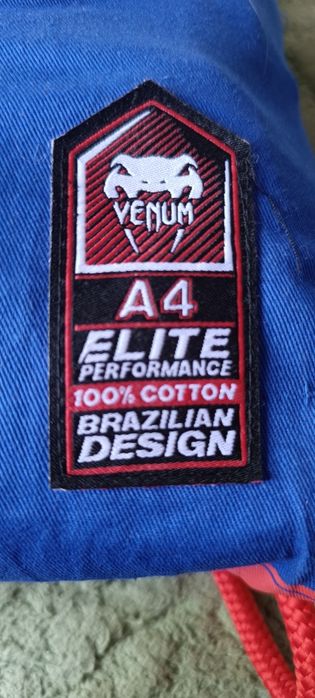 VENUM
A4
ELITE
PERFORMANCE
100% COTTON
BRAZILIAN
DESIGN